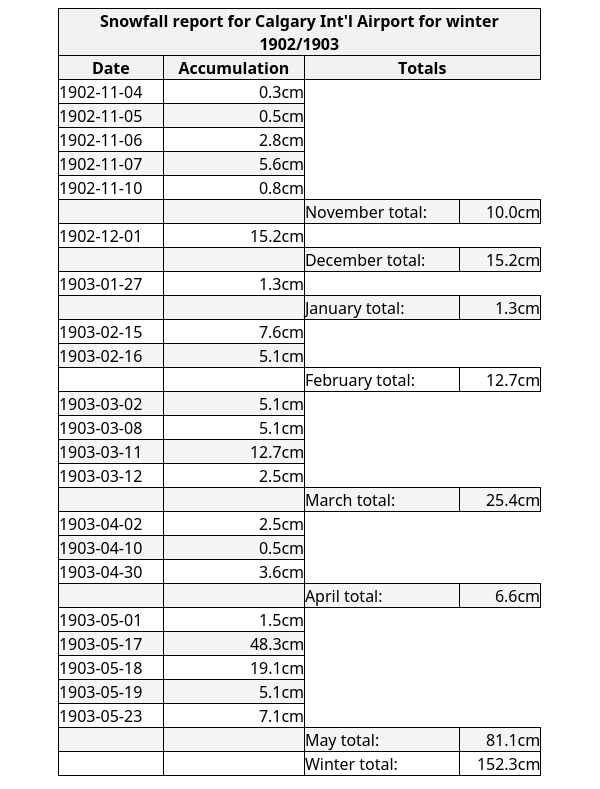 Snowfall report for Calgary Int'l Airport for winter
1902/1903
Date Accumulation Totals
1902-11-04 0.3cm
1902-11-05 0.5cm
1902-11-06 2.8cm
1902-11-07 5.6cm
1902-11-10 0.8cm
November total: 10.0cm
1902-12-01 15.2cm
December total: 15.2cm
1903-01-27 1.3cm
January total: 1.3cm
1903-02-15 7.6cm
1903-02-16 5.1cm
February total: 12.7cm
1903-03-02 5.1cm
1903-03-08 5.1cm
1903-03-11 12.7cm
1903-03-12 2.5cm
March total: 25.4cm
1903-04-02 2.5cm
1903-04-10 0.5cm
1903-04-30 3.6cm
April total: 6.6cm
1903-05-01 1.5cm
1903-05-17 48.3cm
1903-05-18 19.1cm
1903-05-19 5.1cm
1903-05-23 7.1cm
May total: 81.1cm
Winter total: 152.3cm